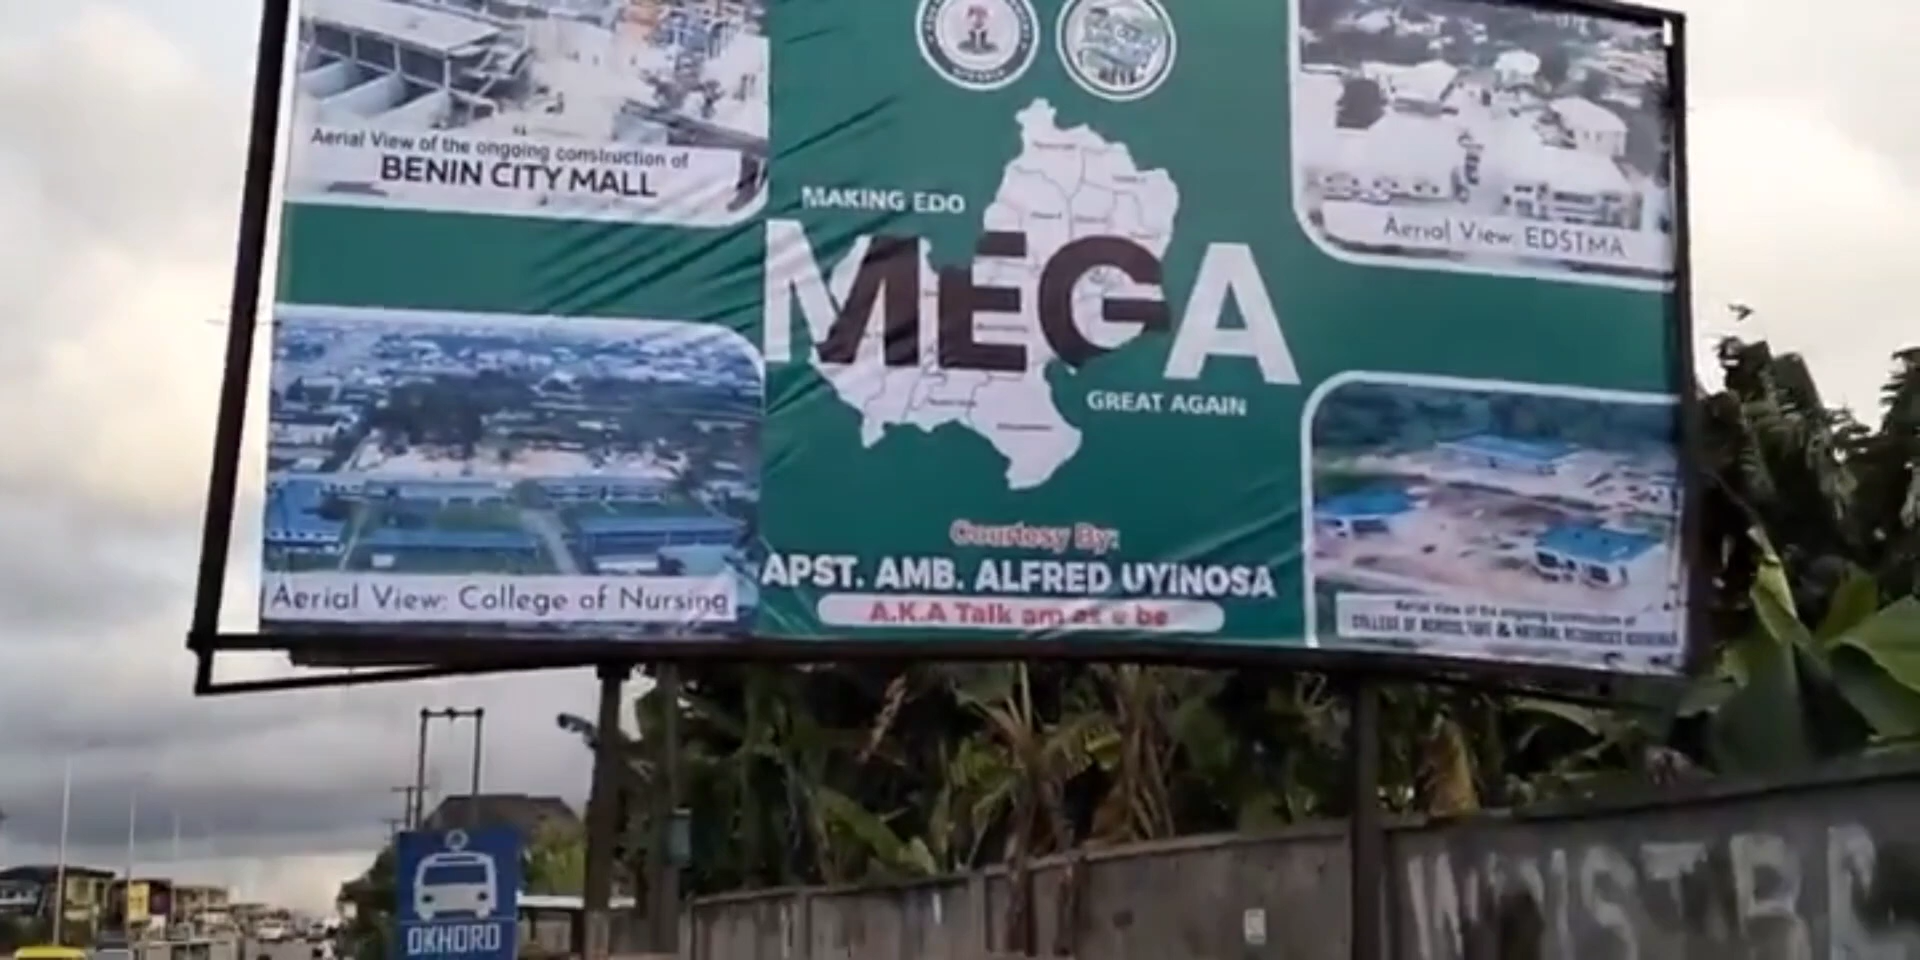 Aerial View of the ongoing construction of
BENIN CITY MALL
Aerial View: EDSTMA
MAKING EDO
MEGA
GREAT AGAIN
Aerial View: College of Nursing
Courtesy By:
APST. AMB. ALFRED UYINOSA
A.K.A Talk am as e be
Aerial View of the ongoing construction of
COLLEGE OF AGRICULTURE & NATURAL RESOURCES
OKHORO